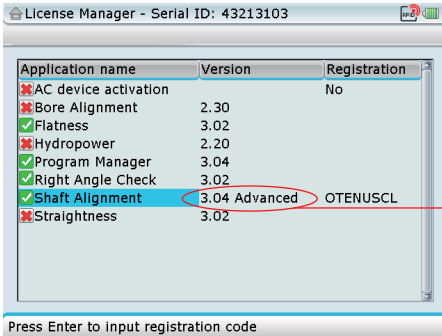 License Manager - Serial ID: 43213103
RFID
Application name Version Registration
AC device activation No
Bore Alignment 2.30
Flatness 3.02
Hydropower 2.20
Program Manager 3.04
Right Angle Check 3.02
Shaft Alignment 3.04 Advanced OTENUSCL
Straightness 3.02
Press Enter to input registration code